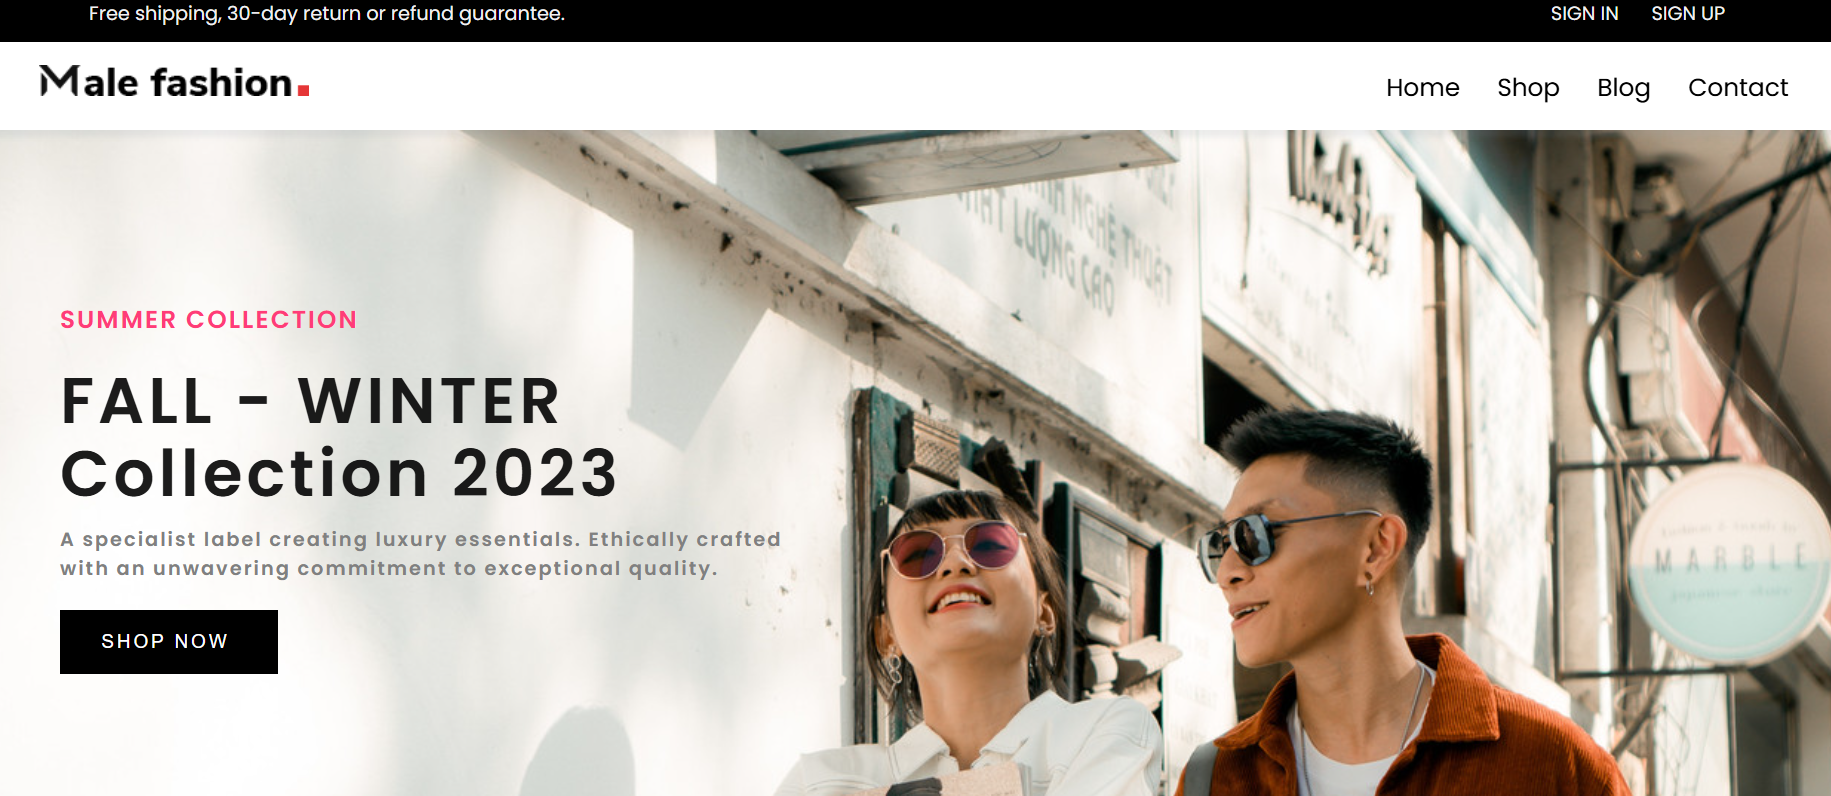 Free shipping, 30-day return or refund guarantee.
SIGN IN SIGN UP
Male fashion.
Home Shop Blog Contact
NGHỆ THUẬT
LƯỢNG CAO
SUMMER COLLECTION
FALL - WINTER
Collection 2023
A specialist label creating luxury essentials. Ethically crafted
with an unwavering commitment to exceptional quality.
SHOP NOW
MARBLE